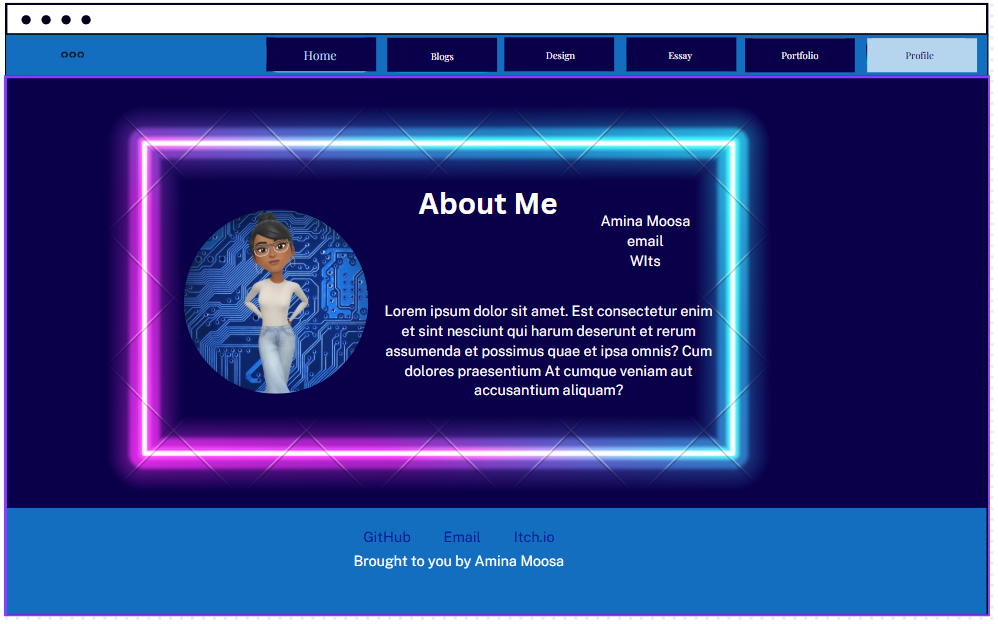 Home
Blogs
Design
Essay
Portfolio
Profile
About Me
Amina Moosa
email
WIts
Lorem ipsum dolor sit amet. Est consectetur enim
et sint nesciunt qui harum deserunt et rerum
assumenda et possimus quae et ipsa omnis? Cum
dolores praesentium At cumque veniam aut
accusantium aliquam?
GitHub Email Itch.io
Brought to you by Amina Moosa